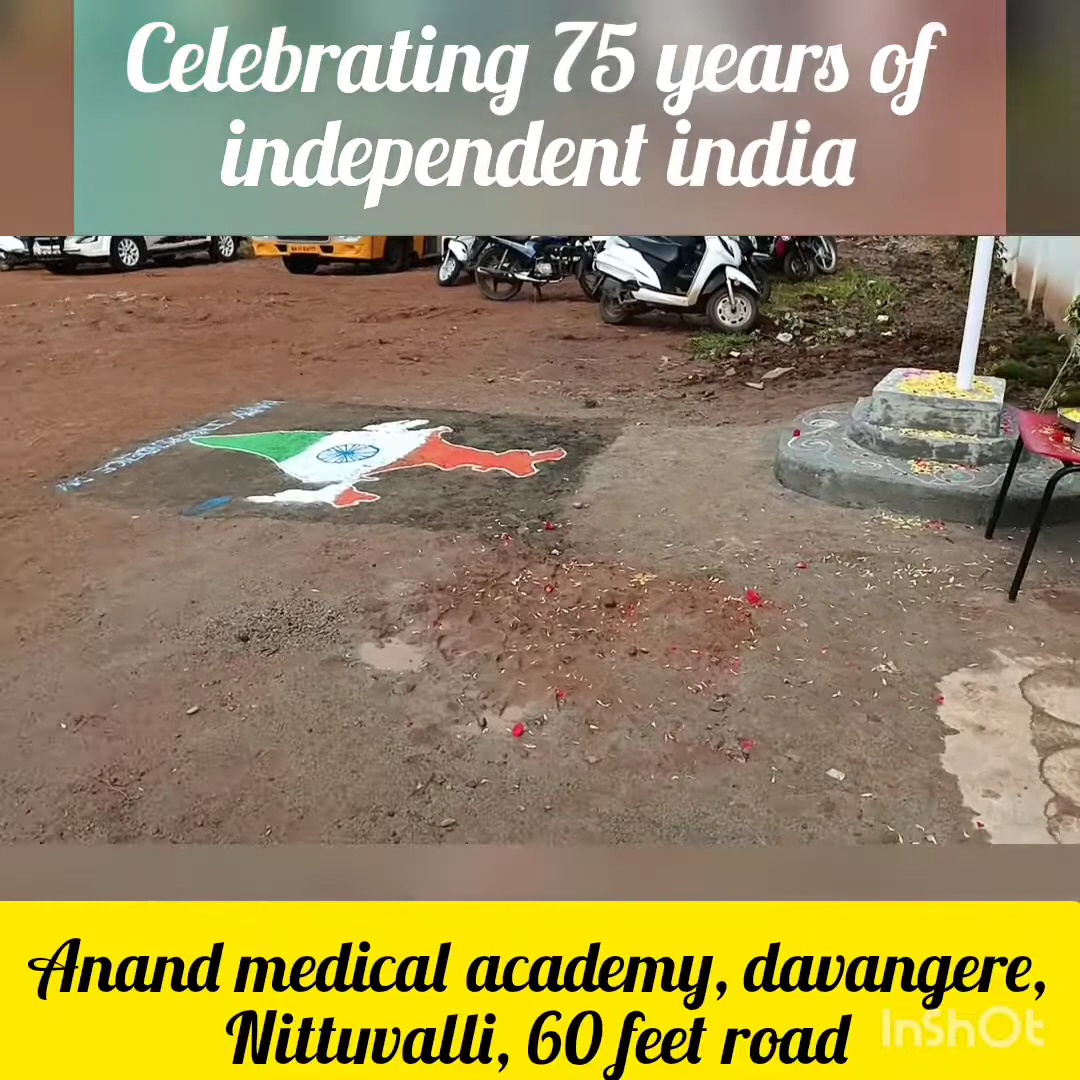 Celebrating 75 years of
independent india
Anand medical academy, davangere,
Nittuvalli, 60 feet road
InShOt